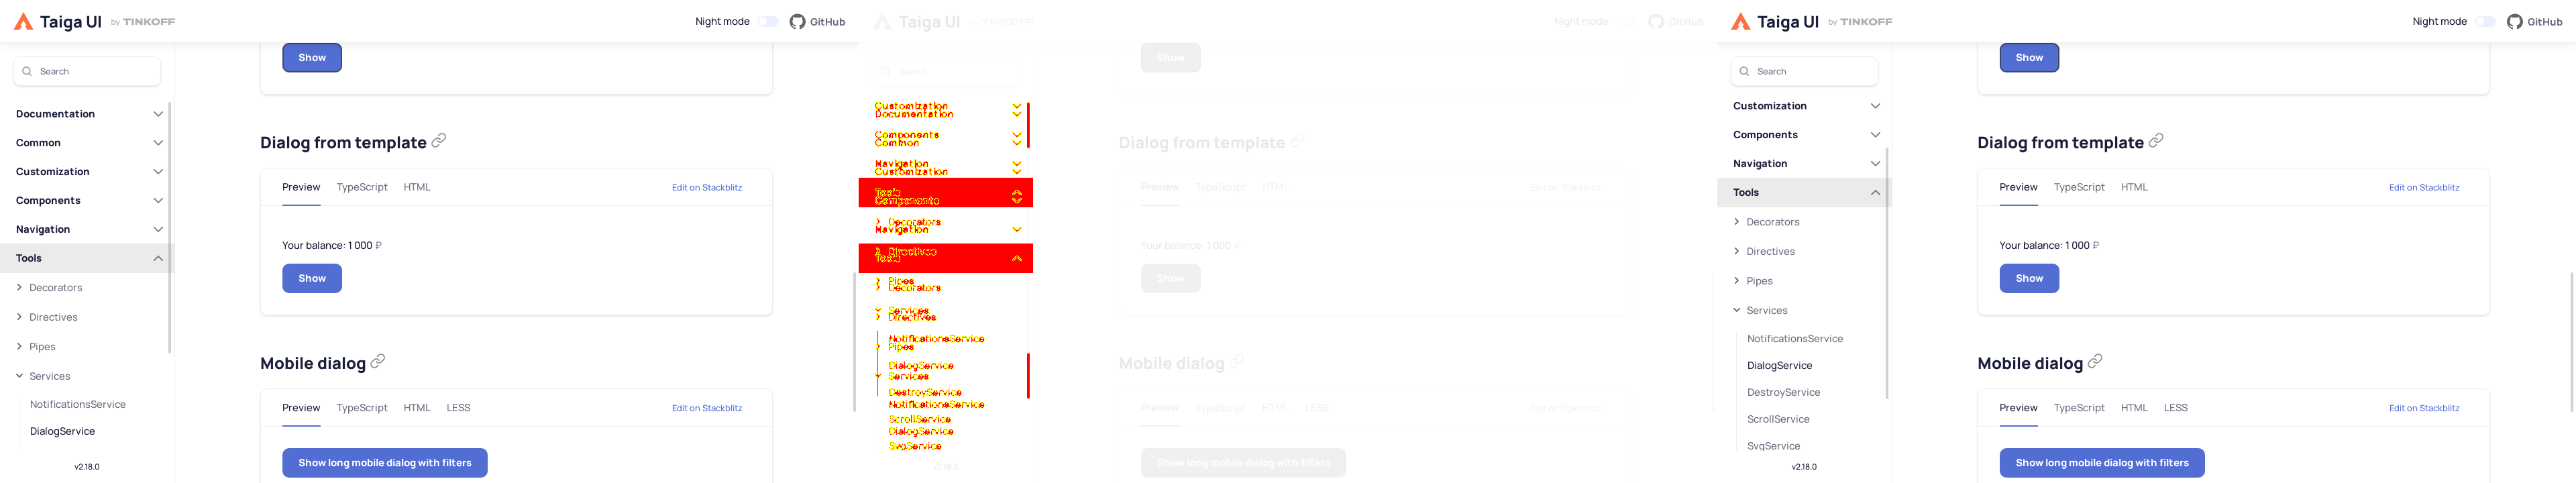 Taiga UI by TINKOFF
Night mode GitHub
Search
Documentation
Common
Customization
Components
Navigation
Tools
Decorators
Directives
Pipes
Services
NotificationsService
DialogService
v2.18.0
Show
Dialog from template
Preview TypeScript HTML Edit on Stackblitz
Your balance: 1 000 ₽
Show
Mobile dialog
Preview TypeScript HTML LESS Edit on Stackblitz
Show long mobile dialog with filters
Taiga UI by TINKOFF
Night mode GitHub
Search
Customization
Documentation
Components
Common
Navigation
Customization
Tools
Components
Decorators
Navigation
Directives
Tools
Pipes
Decorators
Services
Directives
NotificationsService
Pipes
DialogService
Services
DestroyService
NotificationsService
ScrollService
DialogService
SvgService
v2.18.0
Show
Dialog from template
Preview TypeScript HTML Edit on Stackblitz
Your balance: 1 000 ₽
Show
Mobile dialog
Preview TypeScript HTML LESS Edit on Stackblitz
Show long mobile dialog with filters
Taiga UI by TINKOFF
Night mode GitHub
Search
Customization
Components
Navigation
Tools
Decorators
Directives
Pipes
Services
NotificationsService
DialogService
DestroyService
ScrollService
SvgService
v2.18.0
Show
Dialog from template
Preview TypeScript HTML Edit on Stackblitz
Your balance: 1 000 ₽
Show
Mobile dialog
Preview TypeScript HTML LESS Edit on Stackblitz
Show long mobile dialog with filters